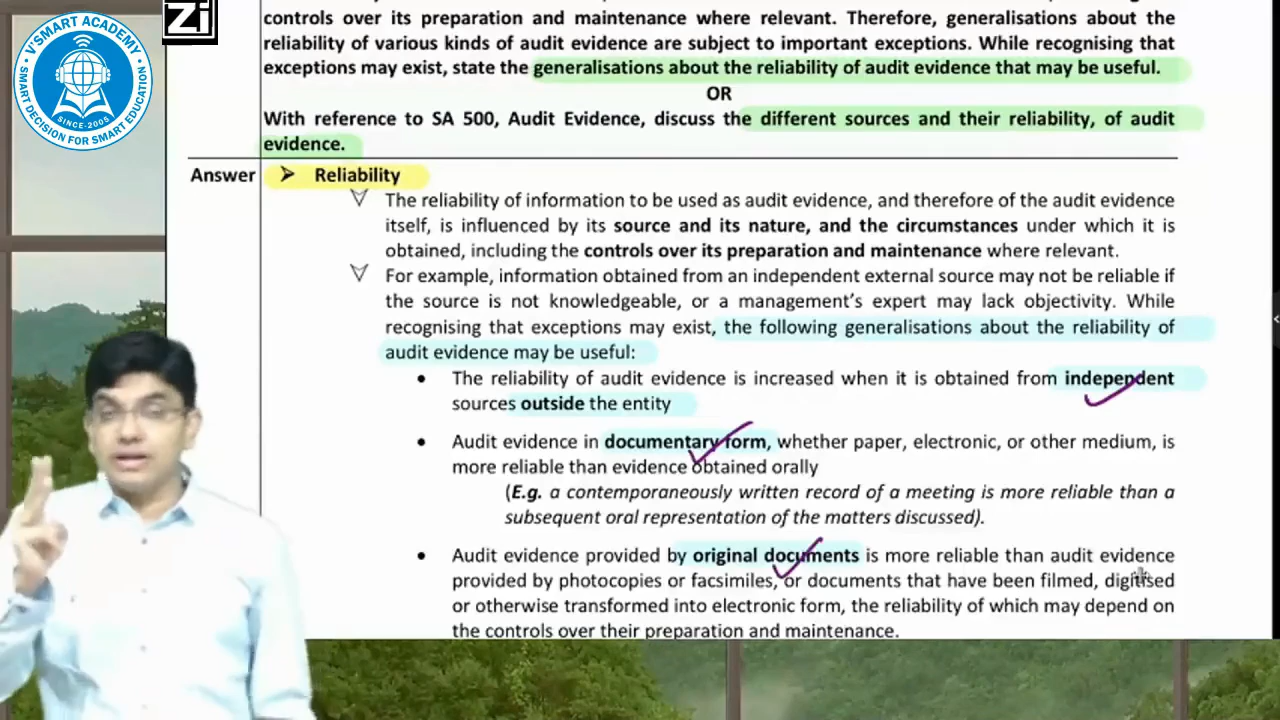 V'SMART ACADEMY
SMART DECISION FOR SMART EDUCATION
SINCE-2005
Zi
controls over its preparation and maintenance where relevant. Therefore, generalisations about the
reliability of various kinds of audit evidence are subject to important exceptions. While recognising that
exceptions may exist, state the generalisations about the reliability of audit evidence that may be useful.
OR
With reference to SA 500, Audit Evidence, discuss the different sources and their reliability, of audit
evidence.
Answer ➤ Reliability
The reliability of information to be used as audit evidence, and therefore of the audit evidence
itself, is influenced by its source and its nature, and the circumstances under which it is
obtained, including the controls over its preparation and maintenance where relevant.
For example, information obtained from an independent external source may not be reliable if
the source is not knowledgeable, or a management's expert may lack objectivity. While
recognising that exceptions may exist, the following generalisations about the reliability of
audit evidence may be useful:
• The reliability of audit evidence is increased when it is obtained from independent
sources outside the entity
• Audit evidence in documentary form, whether paper, electronic, or other medium, is
more reliable than evidence obtained orally
(E.g. a contemporaneously written record of a meeting is more reliable than a
subsequent oral representation of the matters discussed).
• Audit evidence provided by original documents is more reliable than audit evidence
provided by photocopies or facsimiles, or documents that have been filmed, digitised
or otherwise transformed into electronic form, the reliability of which may depend on
the controls over their preparation and maintenance.